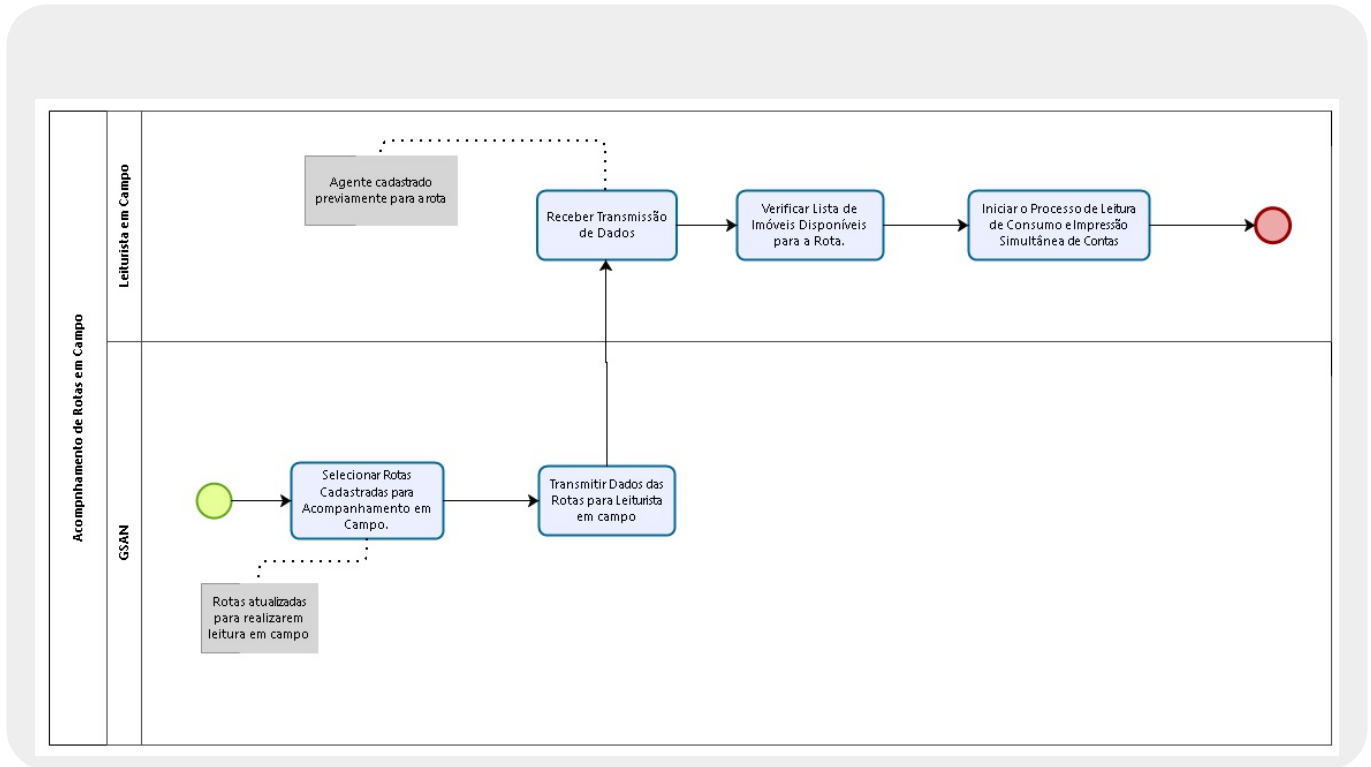 Acompnhamento de Rotas em Campo
Leiturista em Campo
Agente cadastrado
previamente para a rota
Receber Transmissão
de Dados
Verificar Lista de
Imóveis Disponíveis
para a Rota.
Iniciar o Processo de Leitura
de Consumo e Impressão
Simultânea de Contas
GSAN
Selecionar Rotas
Cadastradas para
Acompanhamento em
Campo.
Transmitir Dados das
Rotas para Leiturista
em campo
Rotas atualizadas
para realizarem
leitura em campo